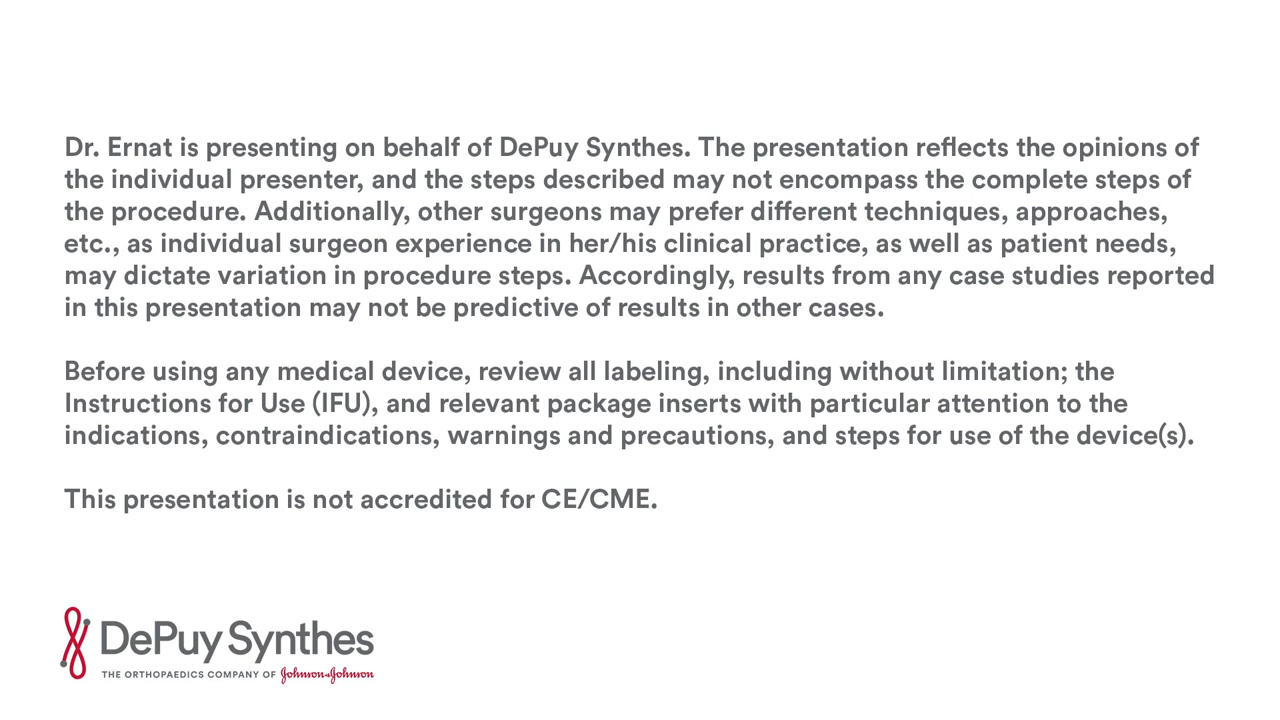 Dr. Ernat is presenting on behalf of DePuy Synthes. The presentation reflects the opinions of
the individual presenter, and the steps described may not encompass the complete steps of
the procedure. Additionally, other surgeons may prefer different techniques, approaches,
etc., as individual surgeon experience in her/his clinical practice, as well as patient needs,
may dictate variation in procedure steps. Accordingly, results from any case studies reported
in this presentation may not be predictive of results in other cases.
Before using any medical device, review all labeling, including without limitation; the
Instructions for Use (IFU), and relevant package inserts with particular attention to the
indications, contraindications, warnings and precautions, and steps for use of the device(s).
This presentation is not accredited for CE/CME.
DePuy Synthes
THE ORTHOPAEDICS COMPANY OF Johnson & Johnson